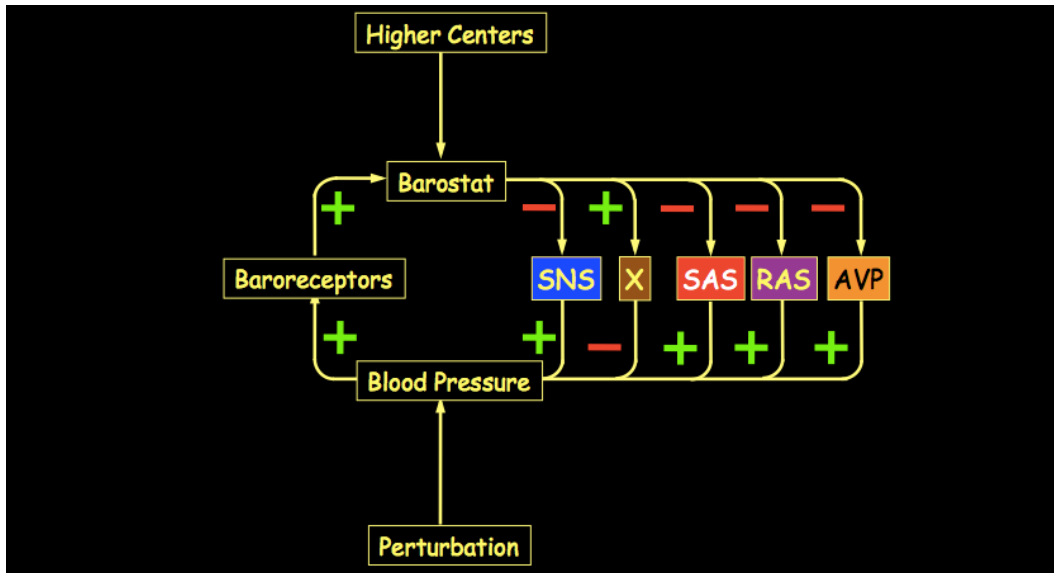 Higher Centers
Barostat
+ − + − − −
Baroreceptors
SNS X SAS RAS AVP
+ + − + + +
Blood Pressure
Perturbation